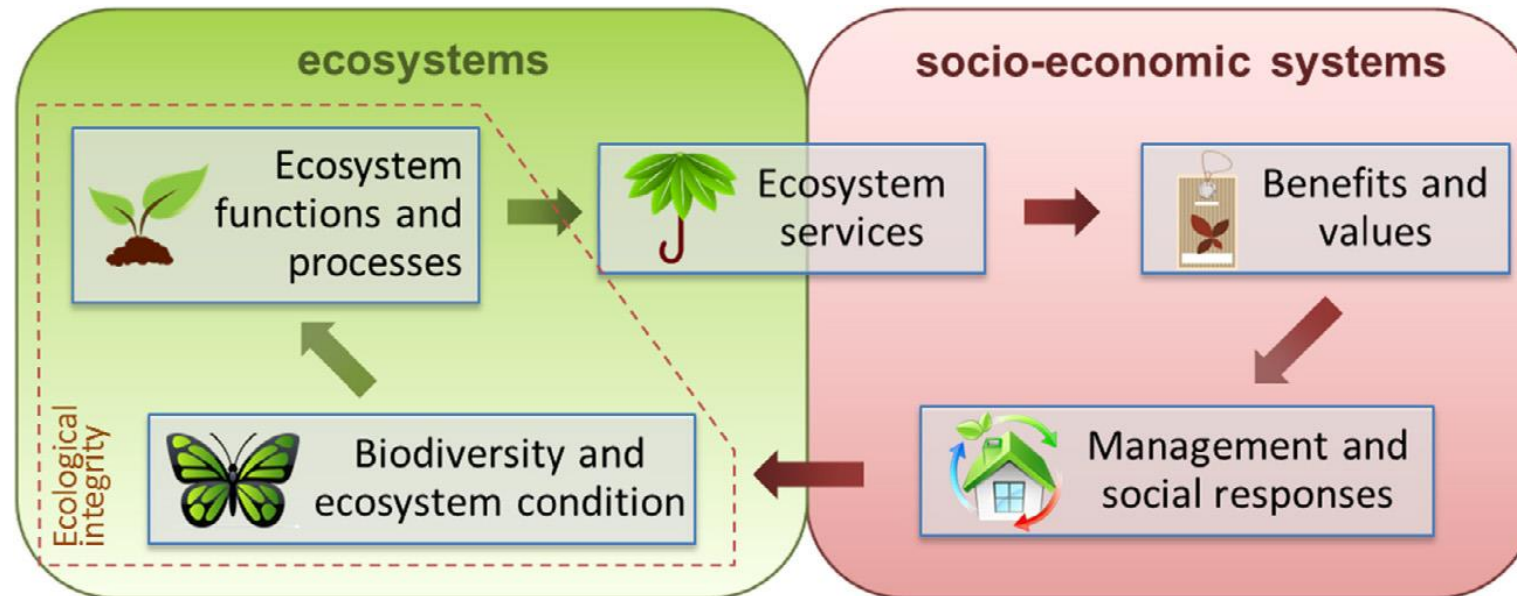 ecosystems
socio-economic systems
Ecosystem
functions and
processes
Ecosystem
services
Benefits and
values
Ecological
integrity
Biodiversity and
ecosystem condition
Management and
social responses